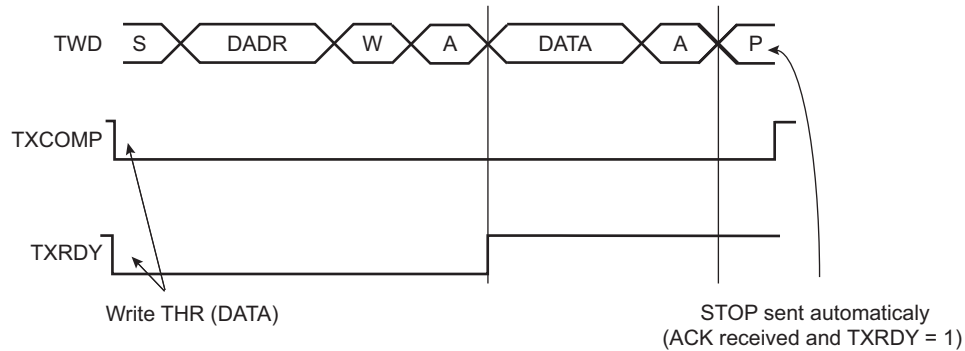 TWD S DADR W A DATA A P
TXCOMP
TXRDY
Write THR (DATA)
STOP sent automaticaly
(ACK received and TXRDY = 1)